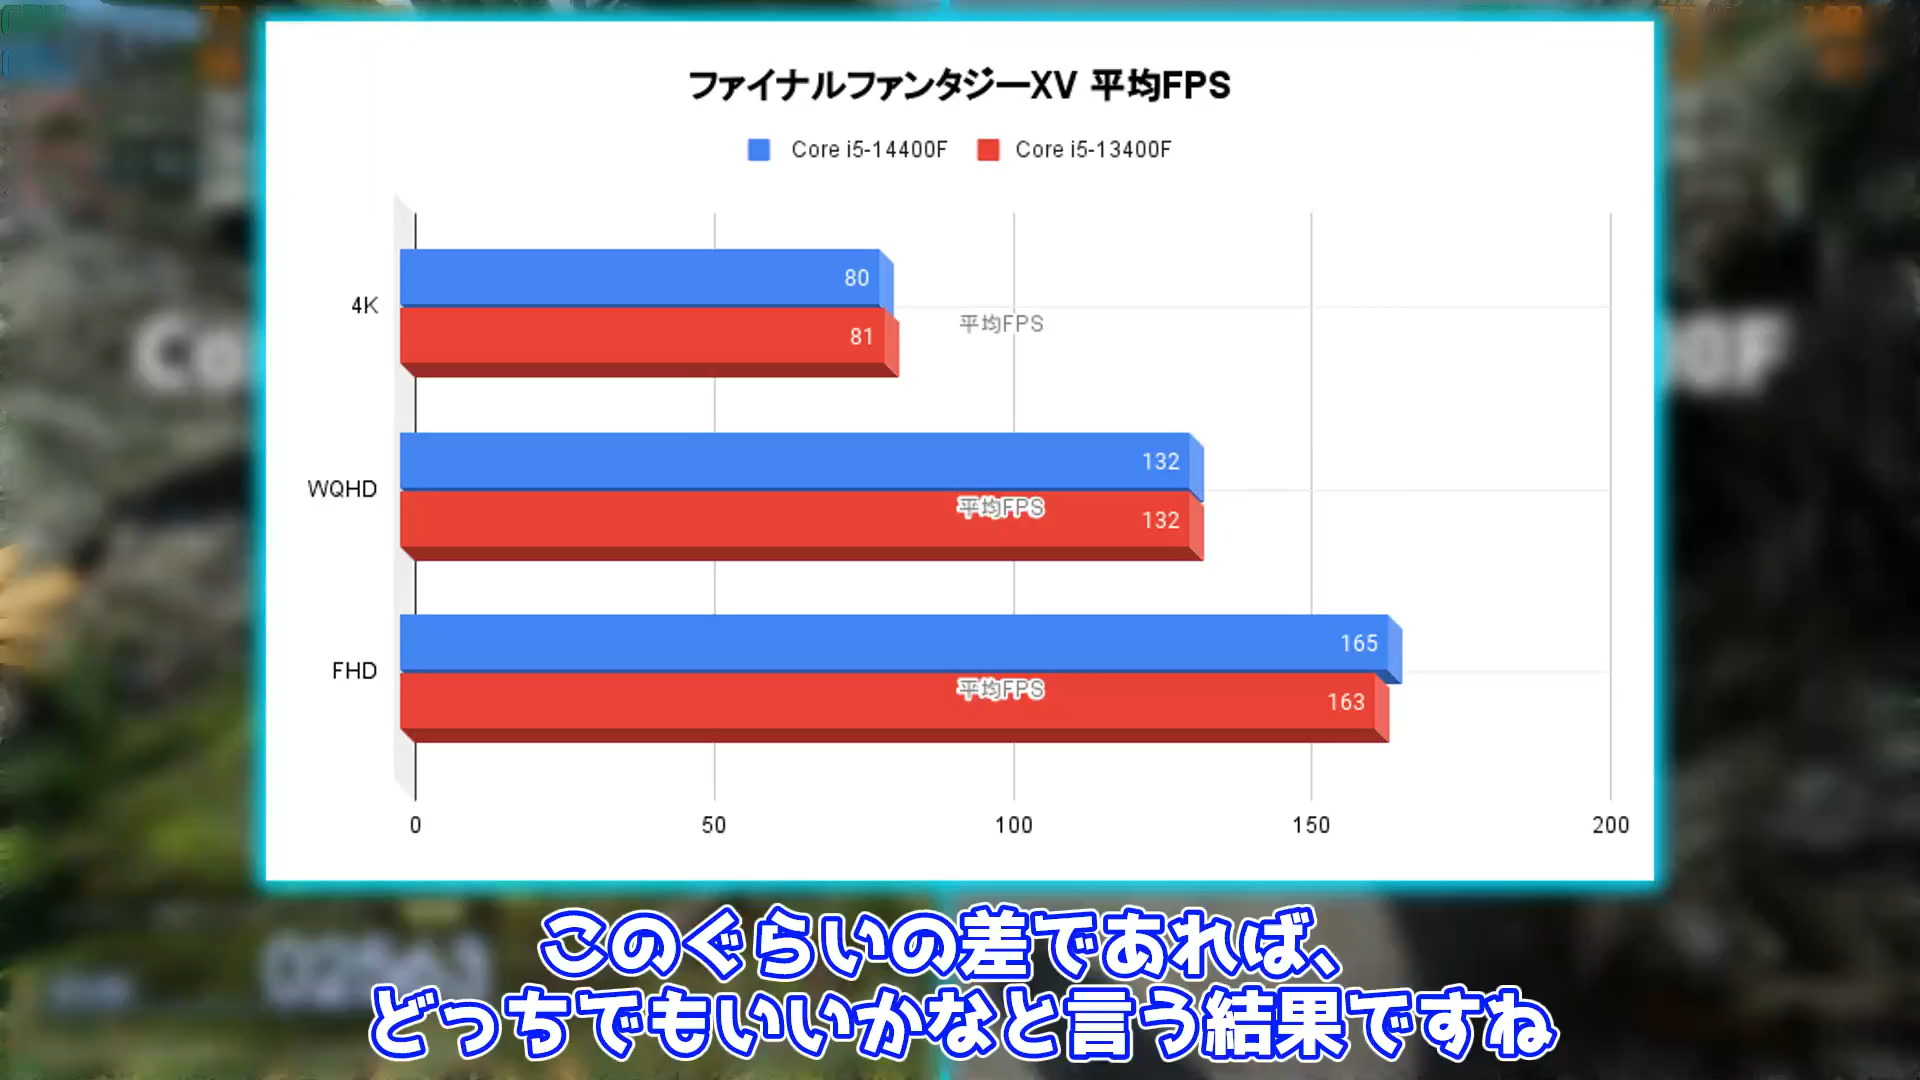 ファイナルファンタジーXV 平均FPS
Core i5-14400F Core i5-13400F
4K
80
81
平均FPS
WQHD
132
132
平均FPS
FHD
165
163
平均FPS
0 50 100 150 200
このぐらいの差であれば、
どっちでもいいかなと言う結果ですね